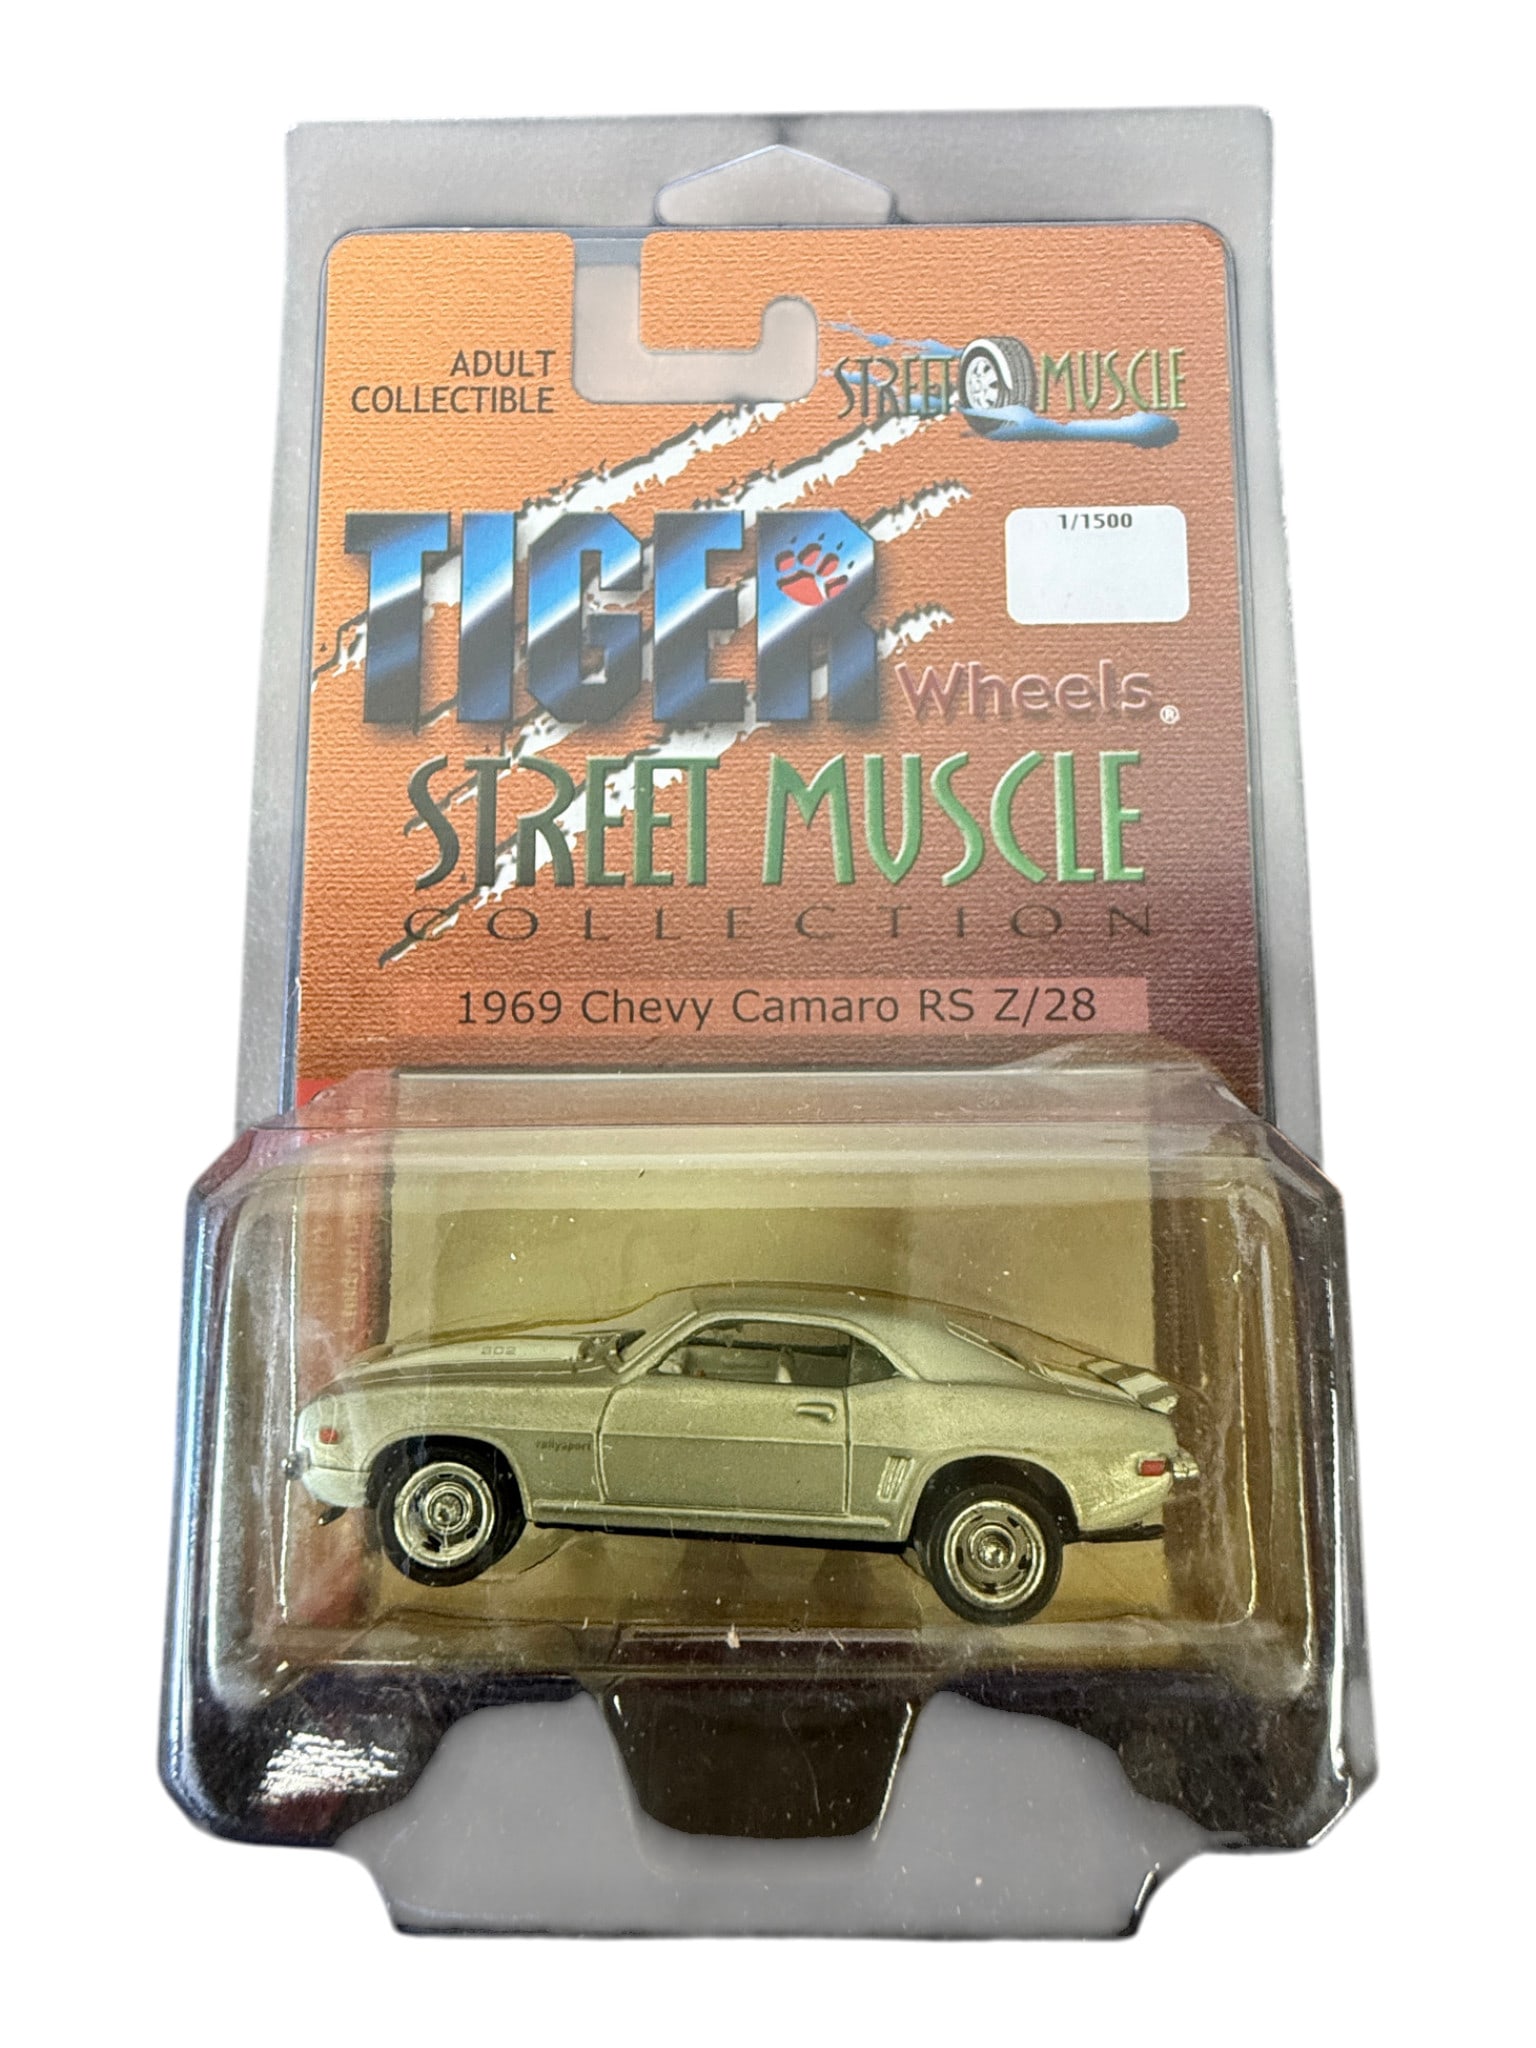 ADULT
COLLECTIBLE
STREET MUSCLE
1/1500
TIGER
Wheels®
STREET MUSCLE
COLLECTION
1969 Chevy Camaro RS Z/28
302
rallysport